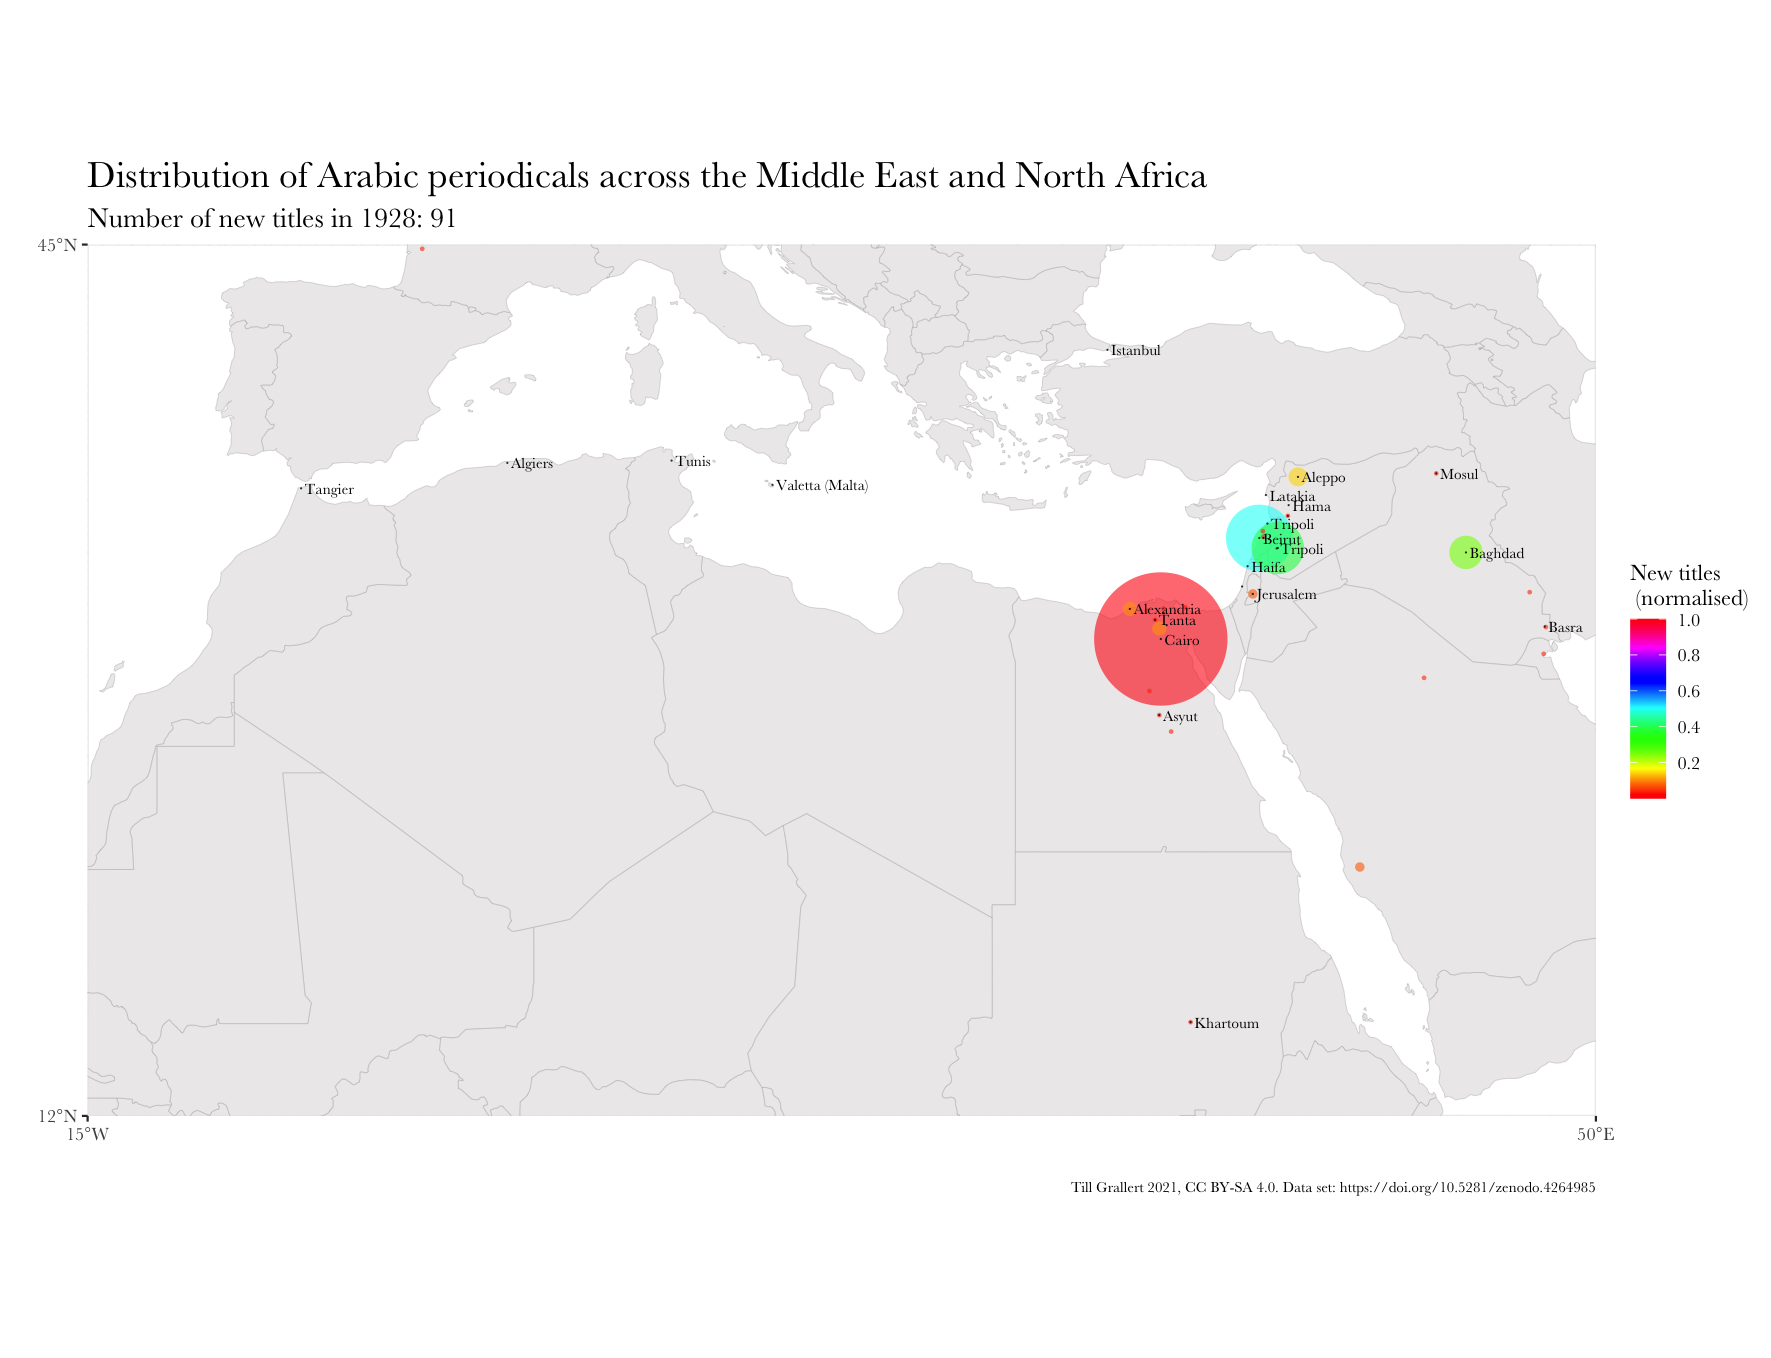 Distribution of Arabic periodicals across the Middle East and North Africa
Number of new titles in 1928: 91
45°N
Istanbul
Algiers
Tunis
Tangier
Valetta (Malta)
Aleppo
Mosul
Latakia
Hama
Tripoli
Beirut
Tripoli
Baghdad
Haifa
Jerusalem
Alexandria
Tanta
Cairo
Basra
Asyut
Khartoum
New titles
(normalised)
1.0
0.8
0.6
0.4
0.2
12°N
15°W
50°E
Till Grallert 2021, CC BY-SA 4.0. Data set: https://doi.org/10.5281/zenodo.4264985